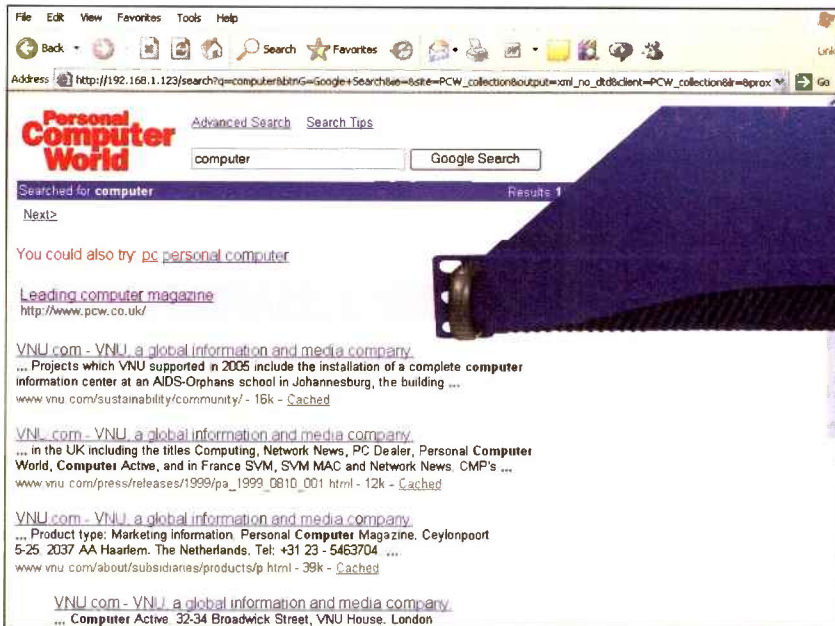 File Edit View Favorites Tools Help
Back Search Favorites
Address http://192.168.1.123/search?q=computer&btnG=Google+Search&ie=&site=PCW_collection&output=xml_no_dtd&client=PCW_collection&lr=&prox Go
Personal
Computer
World
Advanced Search Search Tips
computer Google Search
Searched for computer Results 1
Next>
You could also try: pc personal computer
Leading computer magazine
http://www.pcw.co.uk/
VNU.com - VNU, a global information and media company.
... Projects which VNU supported in 2005 include the installation of a complete computer
information center at an AIDS-Orphans school in Johannesburg, the building ...
www.vnu.com/sustainability/community/ - 16k - Cached
VNU.com - VNU, a global information and media company.
... in the UK including the titles Computing, Network News, PC Dealer, Personal Computer
World, Computer Active, and in France SVM, SVM MAC and Network News. CMP's ...
www.vnu.com/press/releases/1999/pa_1999_0810_001.html - 12k - Cached
VNU.com - VNU, a global information and media company.
... Product type: Marketing information. Personal Computer Magazine. Ceylonpoort
5-25. 2037 AA Haarlem. The Netherlands. Tel: +31 23 - 5463704. ...
www.vnu.com/about/subsidiaries/products/p.html - 39k - Cached
VNU.com - VNU, a global information and media company.
... Computer Active. 32-34 Broadwick Street, VNU House. London